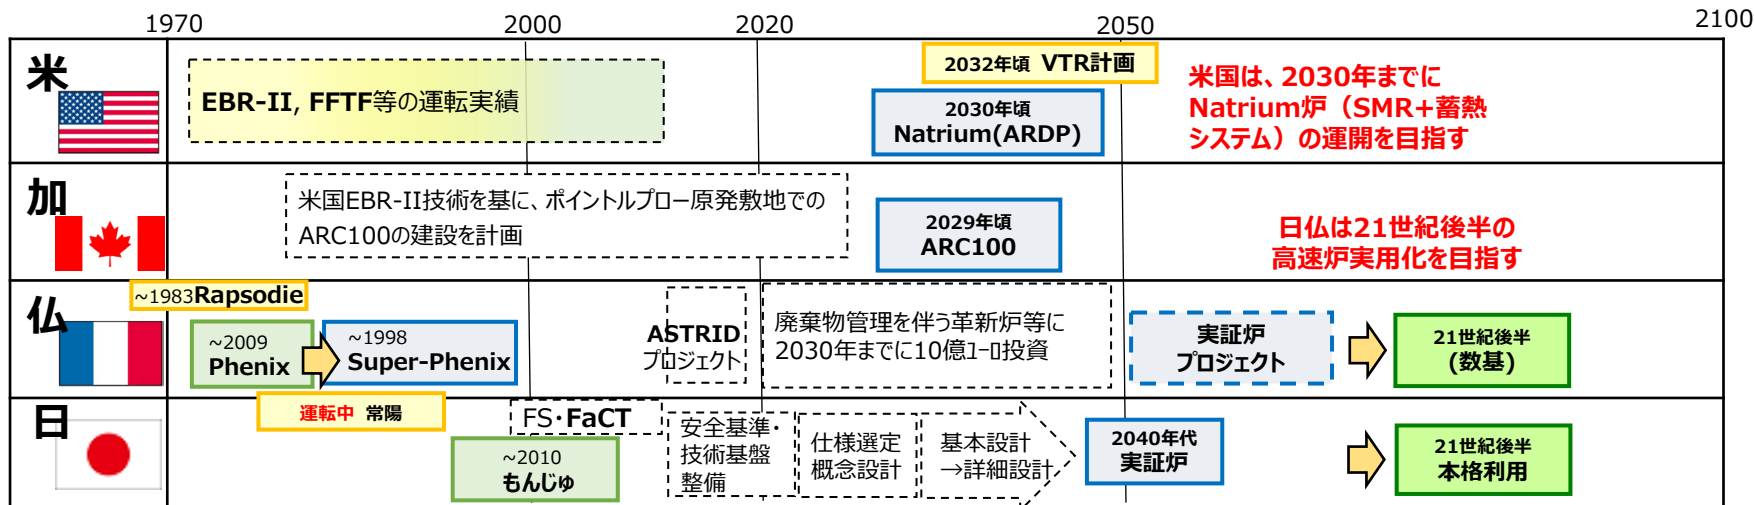 1970
2000
2020
2050
2100
米
EBR-II, FFTF等の運転実績
2032年頃 VTR計画
2030年頃
Natrium(ARDP)
米国は、2030年までに
Natrium炉（SMR+蓄熱
システム）の運開を目指す
加
米国EBR-II技術を基に、ポイントルプロー原発敷地での
ARC100の建設を計画
2029年頃
ARC100
日仏は21世紀後半の
高速炉実用化を目指す
仏
~1983Rapsodie
~2009
Phenix
~1998
Super-Phenix
ASTRID
プロジェクト
廃棄物管理を伴う革新炉等に
2030年までに10億ユーロ投資
実証炉
プロジェクト
21世紀後半
(数基)
日
運転中 常陽
~2010
もんじゅ
FS・FaCT
安全基準・
技術基盤
整備
仕様選定
概念設計
基本設計
→詳細設計
2040年代
実証炉
21世紀後半
本格利用